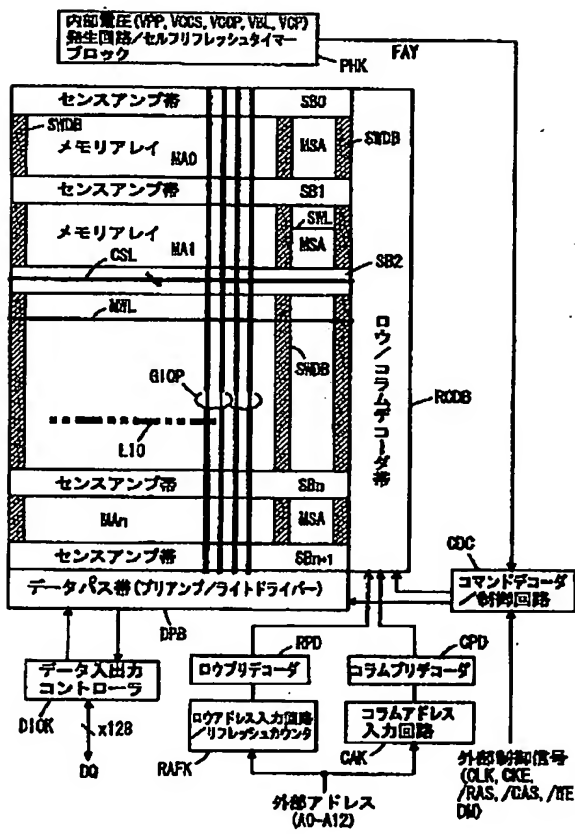 内部電圧(VPP, VCCS, VCCP, VBL, VCP)
発生回路/セルフリフレッシュタイマー
ブロック
PHK
FAY
センスアンプ帯
SB0
SWDB
メモリアレイ
MA0
MSA
SWDB
センスアンプ帯
SB1
メモリアレイ
MA1
SWL
MSA
CSL
SB2
MWL
SWDB
GIOP
LIO
ロウ/コラムデコーダ帯
RCDB
センスアンプ帯
SBn
MAn
MSA
センスアンプ帯
SBn+1
データパス帯(プリアンプ/ライトドライバー)
DPB
CDC
コマンドデコーダ
/制御回路
RPD
CPD
ロウプリデコーダ
コラムプリデコーダ
データ入出力
コントローラ
DIOK
x128
DQ
ロウアドレス入力回路
/リフレッシュカウンタ
RAFK
コラムアドレス
入力回路
CAK
外部アドレス
(A0-A12)
外部制御信号
(CLK, CKE,
/RAS, /CAS, /WE
DM)